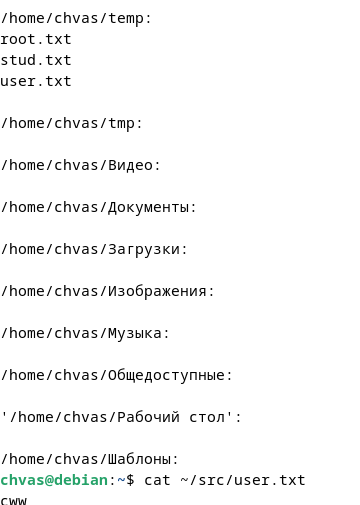 /home/chvas/temp:
root.txt
stud.txt
user.txt
/home/chvas/tmp:
/home/chvas/Видео:
/home/chvas/Документы:
/home/chvas/Загрузки:
/home/chvas/Изображения:
/home/chvas/Музыка:
/home/chvas/Общедоступные:
'/home/chvas/Рабочий стол':
/home/chvas/Шаблоны:
chvas@debian:~$ cat ~/src/user.txt
cww